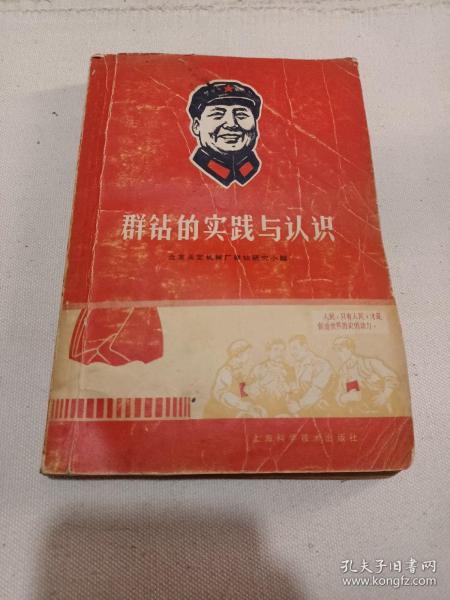 群钻的实践与认识
北京永定机械厂群钻研究小组
人民，只有人民，才是
创造世界历史的动力。
上海科学技术出版社
孔夫子旧书网
www.kongfz.com